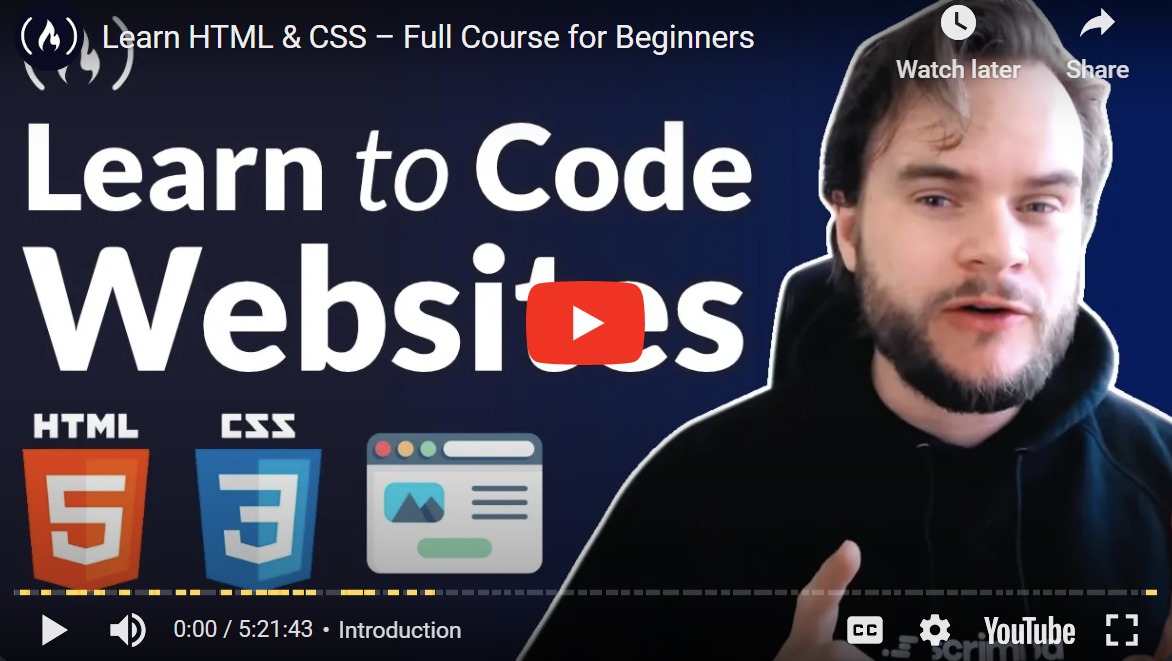 Learn HTML & CSS – Full Course for Beginners
Watch later
Share
Learn to Code
Websites
HTML
CSS
5
3
0:00 / 5:21:43 • Introduction
CC
YouTube